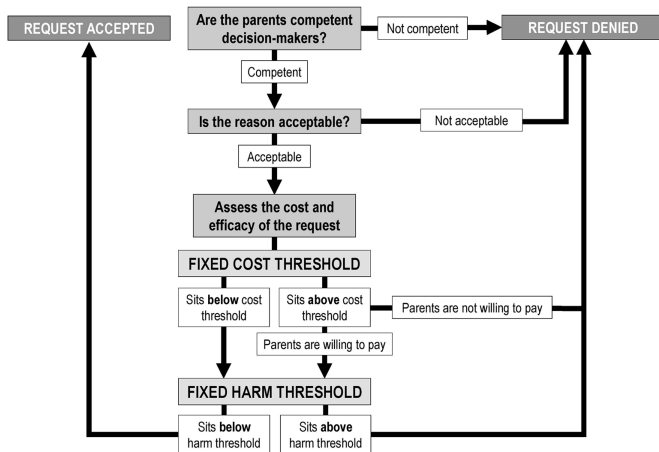 REQUEST ACCEPTED
Are the parents competent
decision-makers?
Not competent
REQUEST DENIED
Competent
Is the reason acceptable?
Not acceptable
Acceptable
Assess the cost and
efficacy of the request
FIXED COST THRESHOLD
Sits below cost
threshold
Sits above cost
threshold
Parents are not willing to pay
Parents are willing to pay
FIXED HARM THRESHOLD
Sits below
harm threshold
Sits above
harm threshold